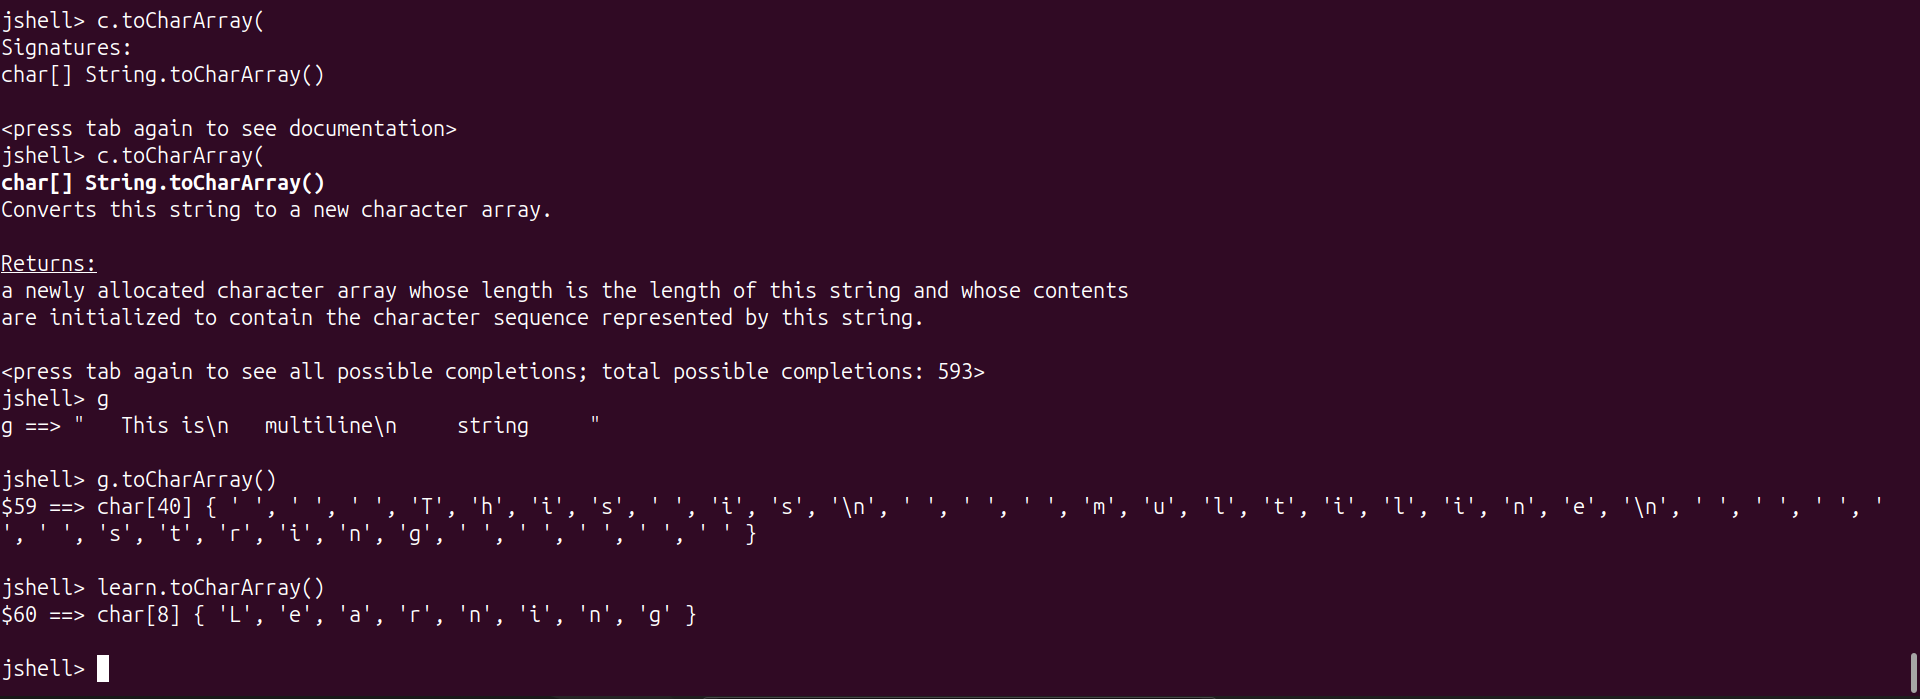 jshell> c.toCharArray(
Signatures:
char[] String.toCharArray()

<press tab again to see documentation>
jshell> c.toCharArray(
char[] String.toCharArray()
Converts this string to a new character array.

Returns:
a newly allocated character array whose length is the length of this string and whose contents
are initialized to contain the character sequence represented by this string.

<press tab again to see all possible completions; total possible completions: 593>
jshell> g
g ==> "   This is\n   multiline\n     string     "

jshell> g.toCharArray()
$59 ==> char[40] { ' ', ' ', ' ', 'T', 'h', 'i', 's', ' ', 'i', 's', '\n', ' ', ' ', ' ', 'm', 'u', 'l', 't', 'i', 'l', 'i', 'n', 'e', '\n', ' ', ' ', ' ', '
', ' ', 's', 't', 'r', 'i', 'n', 'g', ' ', ' ', ' ', ' ', ' ' }

jshell> learn.toCharArray()
$60 ==> char[8] { 'L', 'e', 'a', 'r', 'n', 'i', 'n', 'g' }

jshell>